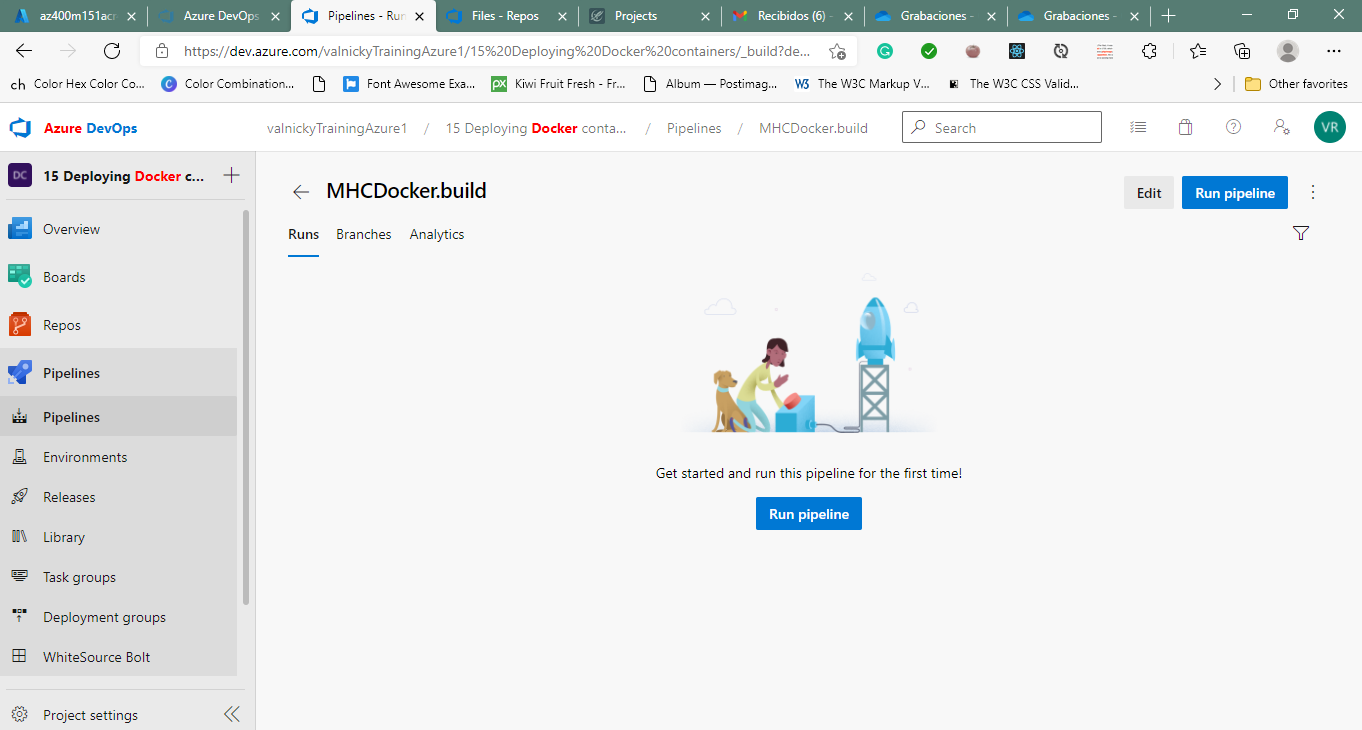 az400m151acr
Azure DevOps
Pipelines - Run
Files - Repos
Projects
Recibidos (6) -
Grabaciones -
Grabaciones -
https://dev.azure.com/valnickyTrainingAzure1/15%20Deploying%20Docker%20containers/_build?de...
ch Color Hex Color Co...
C Color Combination...
Font Awesome Exa...
px Kiwi Fruit Fresh - Fr...
Album — Postimag...
W3 The W3C Markup V...
The W3C CSS Valid...
Other favorites
Azure DevOps
valnickyTrainingAzure1 / 15 Deploying Docker conta... / Pipelines / MHCDocker.build
Search
VR
DC 15 Deploying Docker c...
MHCDocker.build
Edit
Run pipeline
Runs
Branches
Analytics
Overview
Boards
Repos
Pipelines
Pipelines
Environments
Releases
Library
Task groups
Deployment groups
WhiteSource Bolt
Project settings
Get started and run this pipeline for the first time!
Run pipeline